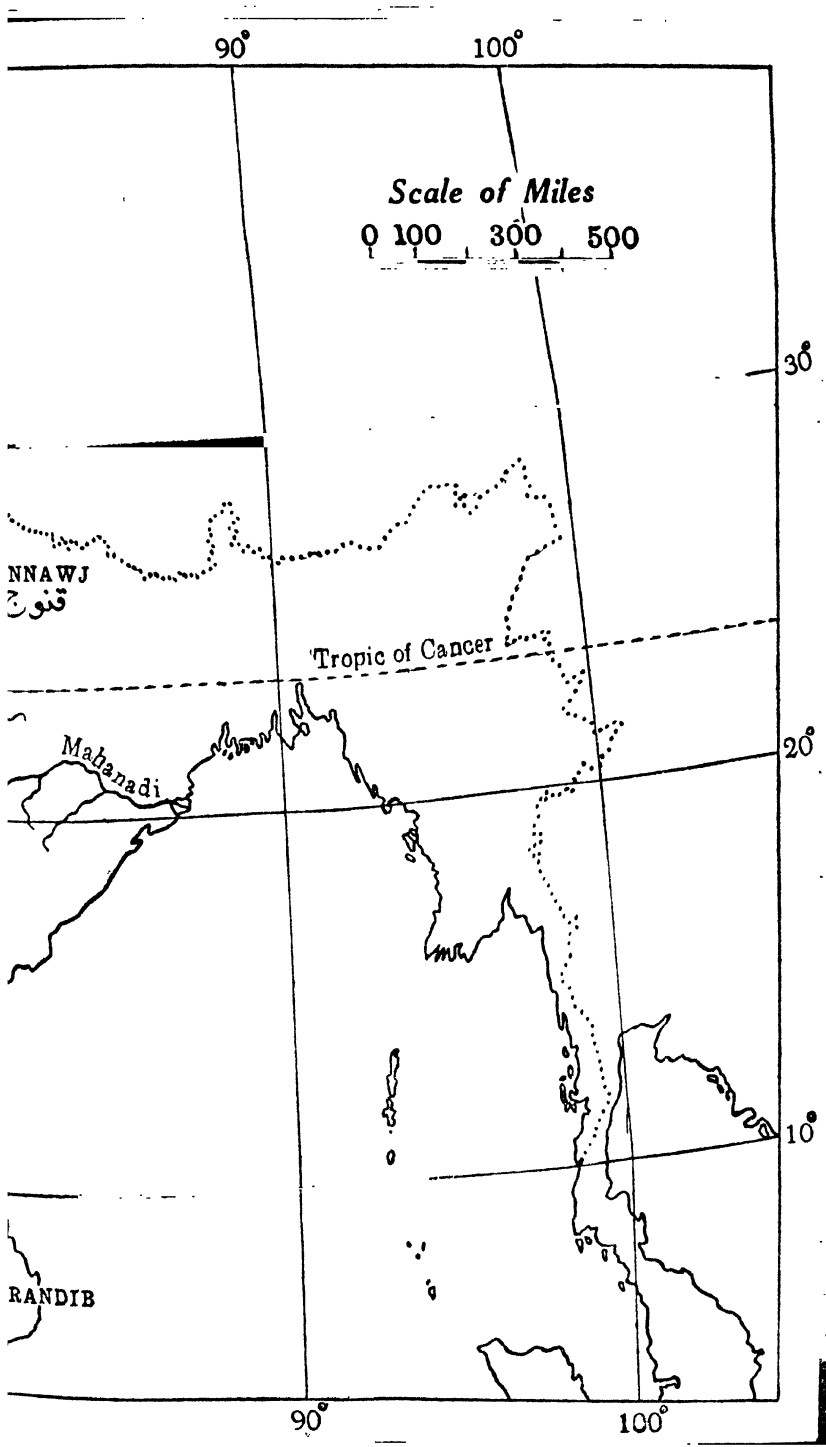 90° 100°
Scale of Miles
0 100 300 500
30°
NNAWJ
قنوج
Tropic of Cancer
20°
Mahanadi
10°
RANDIB
90° 100°